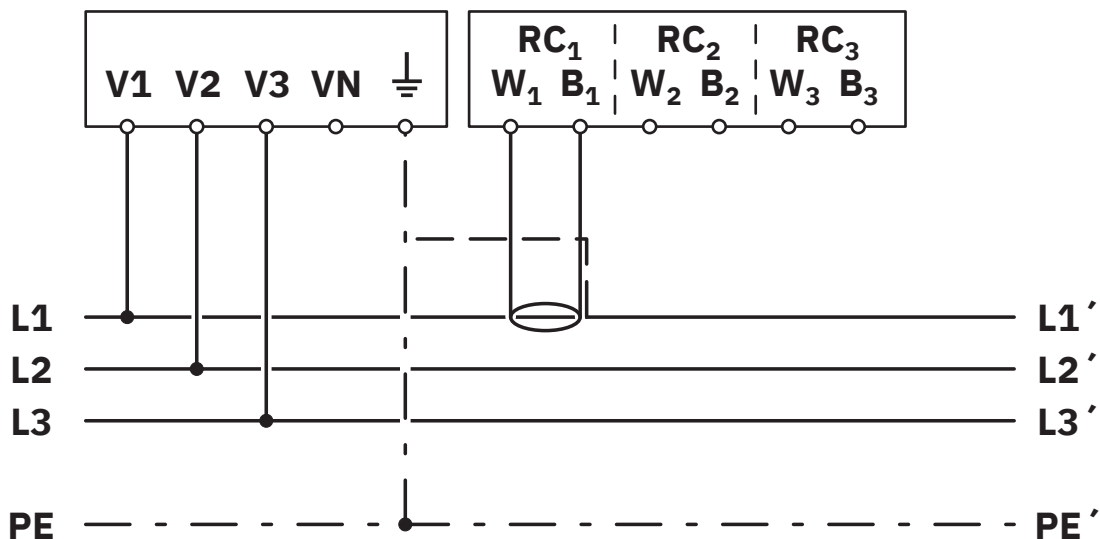 RC₁ RC₂ RC₃
V1 V2 V3 VN W₁ B₁ W₂ B₂ W₃ B₃
L1 L1′
L2 L2′
L3 L3′
PE PE′